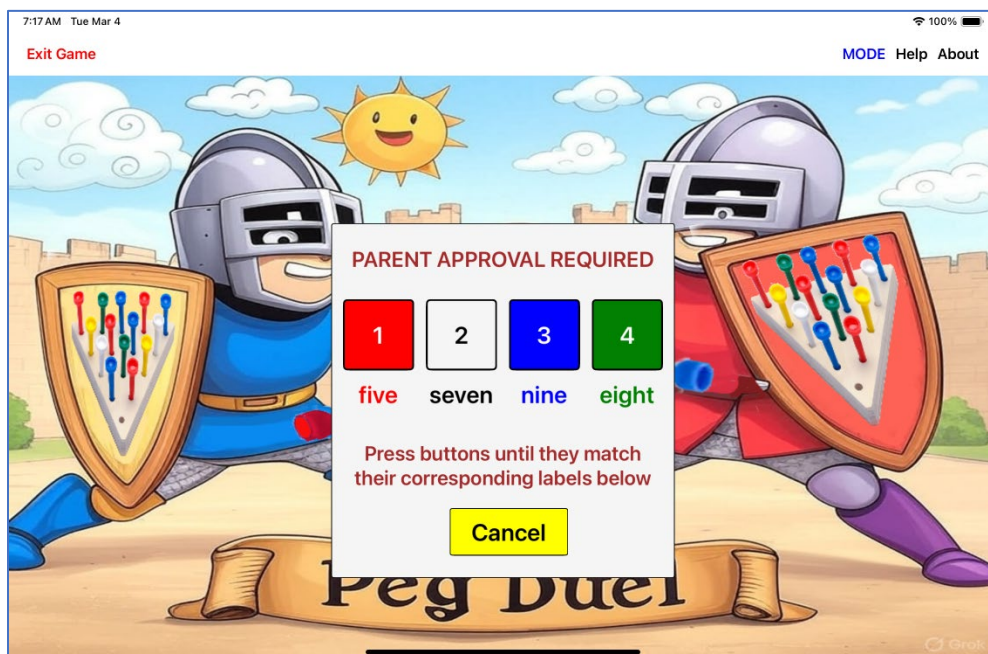 7:17 AM Tue Mar 4
100%
Exit Game
MODE Help About
PARENT APPROVAL REQUIRED
1 2 3 4
five seven nine eight
Press buttons until they match
their corresponding labels below
Cancel
Peg Duel
Grok